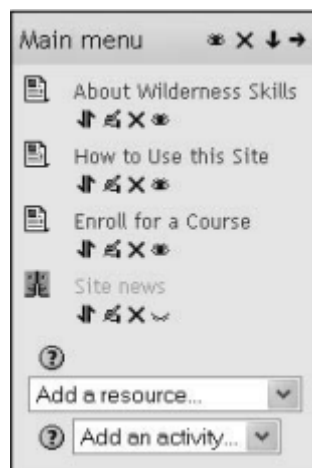 Main menu
About Wilderness Skills
How to Use this Site
Enroll for a Course
Site news
Add a resource...
Add an activity...